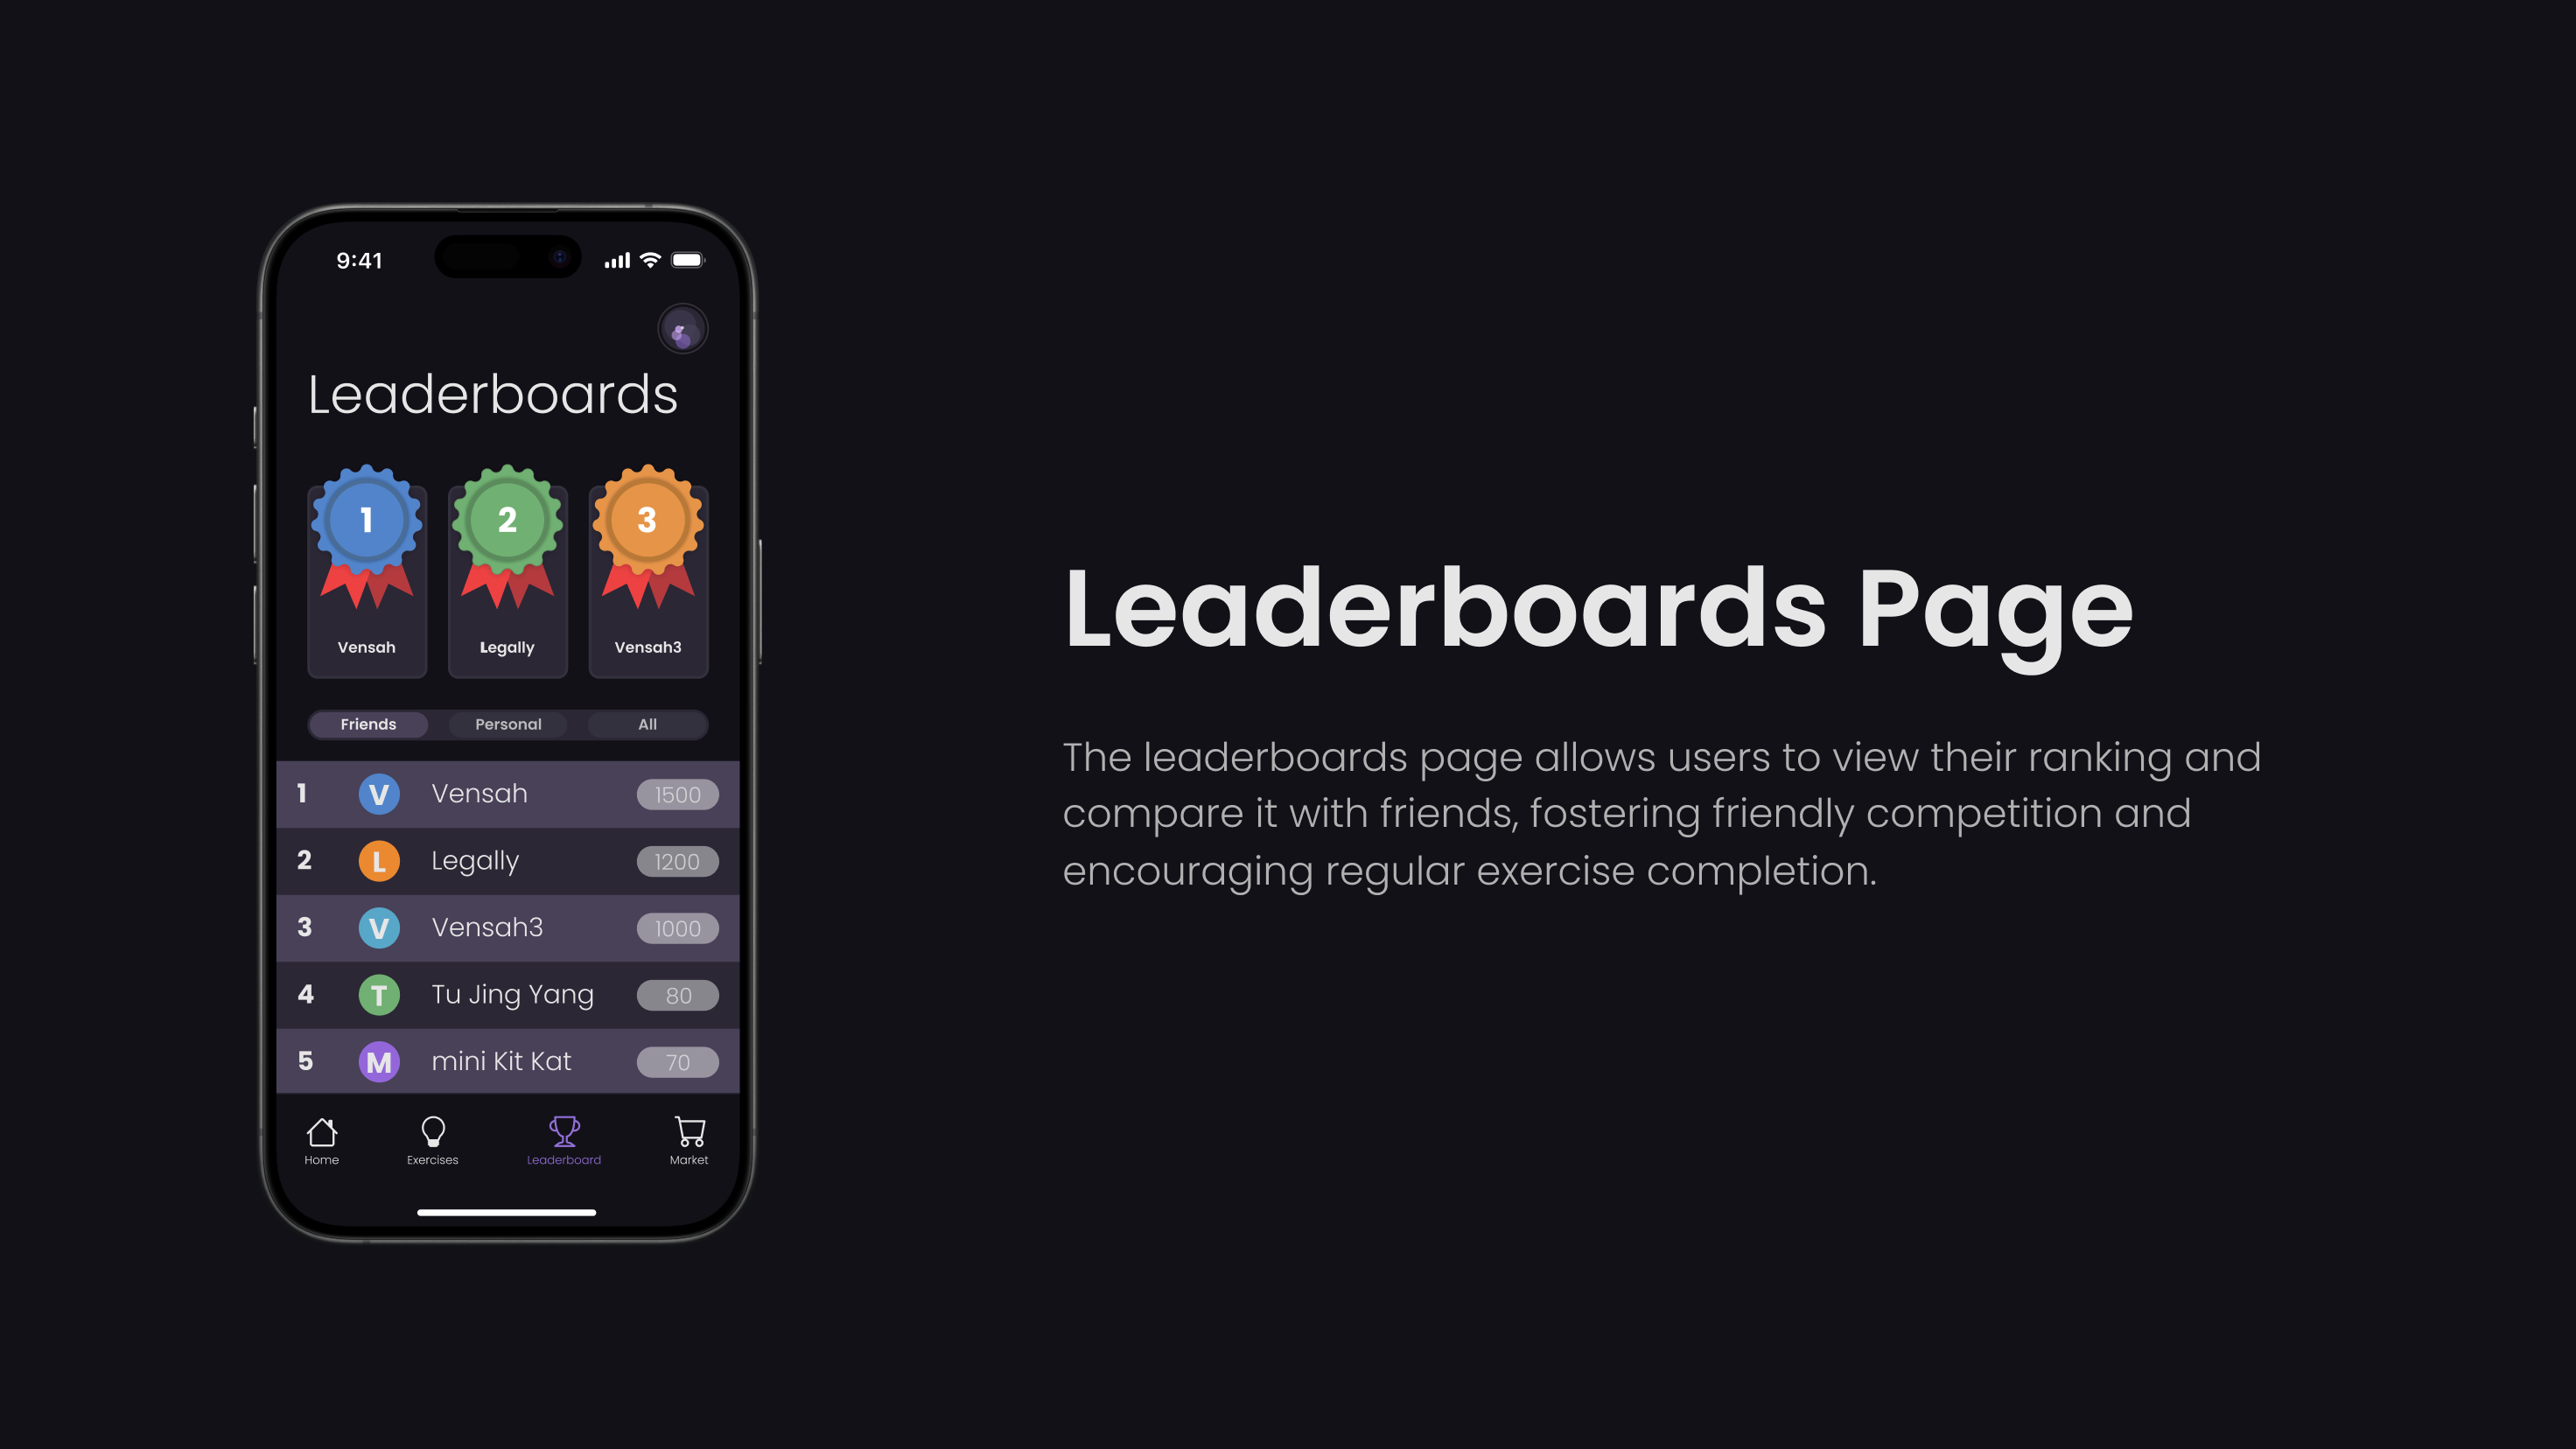 9:41
Leaderboards
1 2 3
Vensah Legally Vensah3
Friends Personal All
1 V Vensah 1500
2 L Legally 1200
3 V Vensah3 1000
4 T Tu Jing Yang 80
5 M mini Kit Kat 70
Home Exercises Leaderboard Market
Leaderboards Page
The leaderboards page allows users to view their ranking and
compare it with friends, fostering friendly competition and
encouraging regular exercise completion.